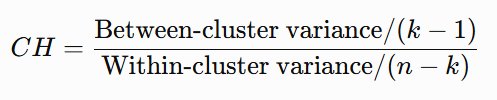 CH = Between-cluster variance/(k − 1)
Within-cluster variance/(n − k)